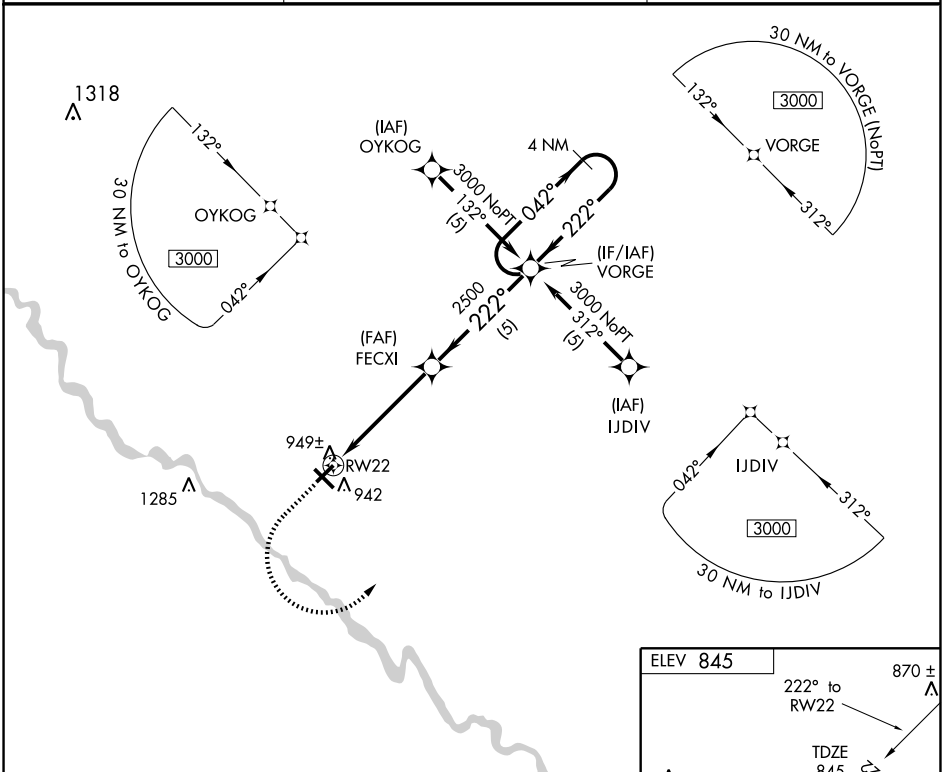 1318
132°
OYKOG
3000
042°
30 NM to OYKOG
(IAF)
OYKOG
3000 NoPT
132°
(5)
4 NM
042°
222°
(IF/IAF)
VORGE
2500
222°
(5)
3000 NoPT
312°
(5)
(FAF)
FECXI
(IAF)
IJDIV
949±
RW22
942
1285
30 NM to VORGE (NoPT)
132°
3000
VORGE
312°
IJDIV
042°
312°
3000
30 NM to IJDIV
ELEV 845
870 ±
222° to
RW22
TDZE
845
22